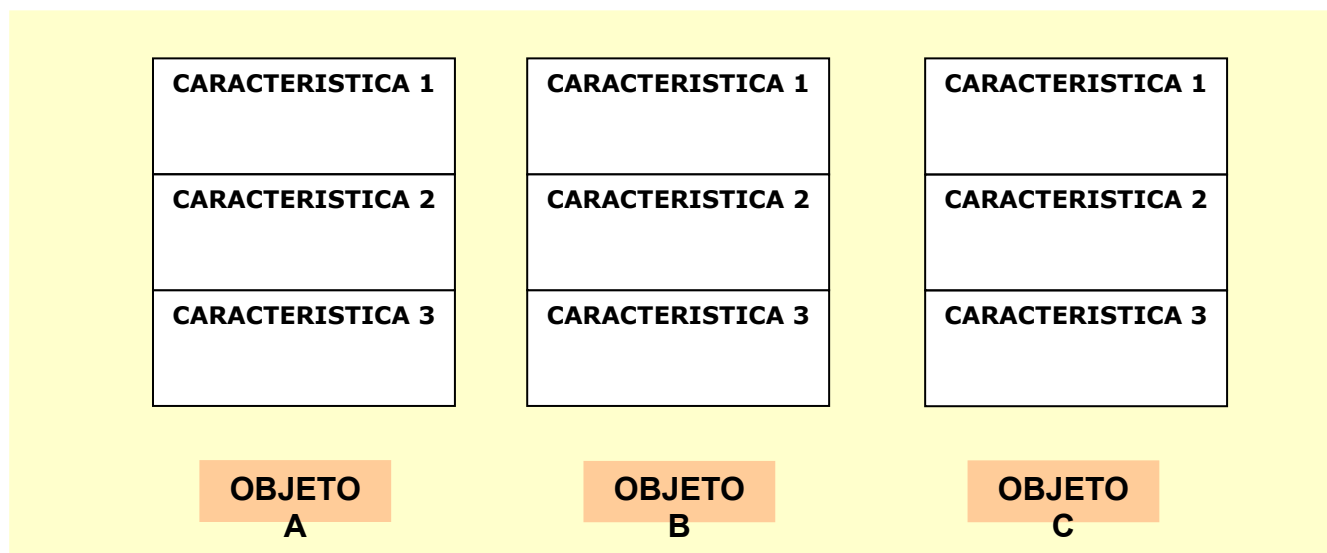 CARACTERISTICA 1
CARACTERISTICA 2
CARACTERISTICA 3
OBJETO
A
CARACTERISTICA 1
CARACTERISTICA 2
CARACTERISTICA 3
OBJETO
B
CARACTERISTICA 1
CARACTERISTICA 2
CARACTERISTICA 3
OBJETO
C